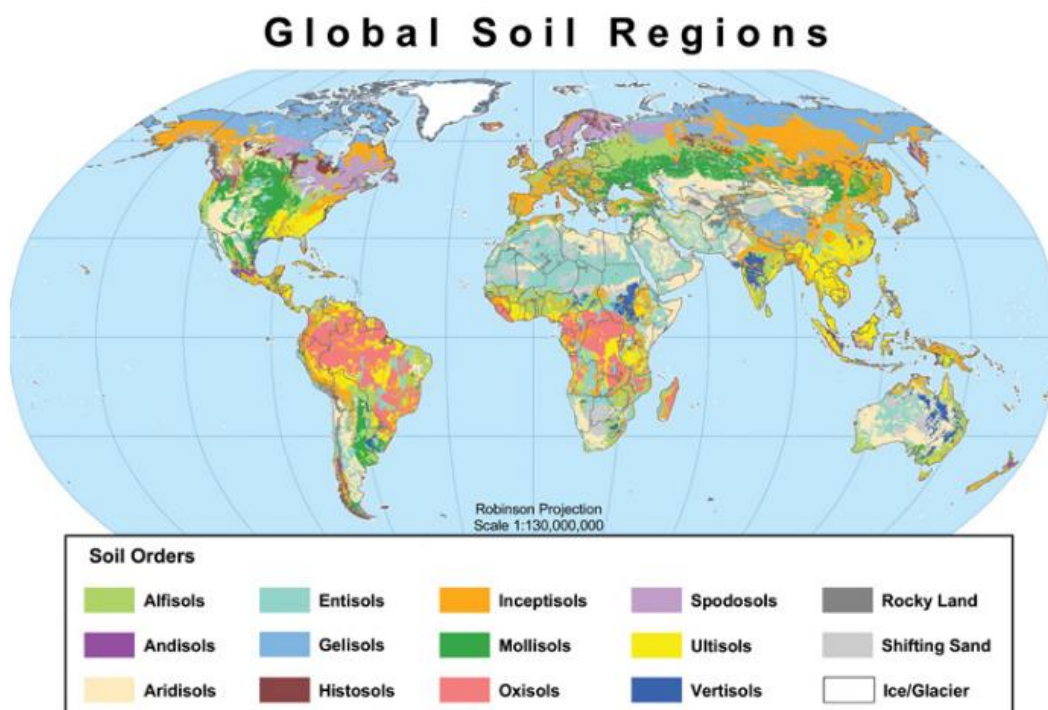 Global Soil Regions
Robinson Projection
Scale 1:130,000,000
Soil Orders
Alfisols Entisols Inceptisols Spodosols Rocky Land
Andisols Gelisols Mollisols Ultisols Shifting Sand
Aridisols Histosols Oxisols Vertisols Ice/Glacier